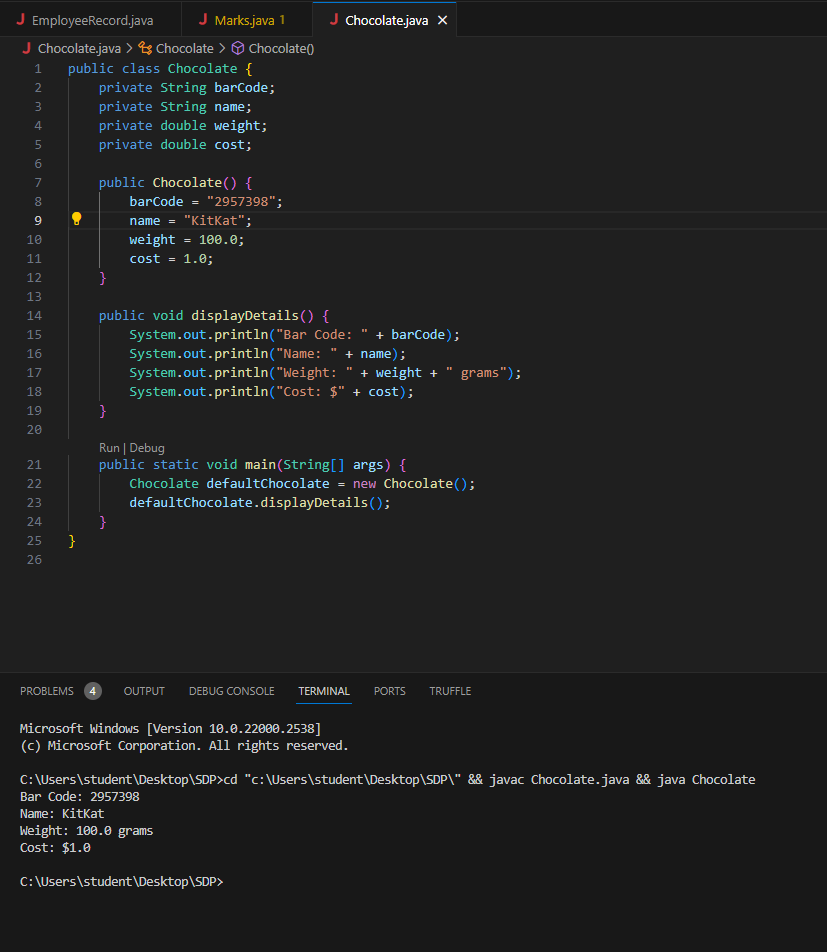 EmployeeRecord.java Marks.java 1 Chocolate.java
Chocolate.java > Chocolate > Chocolate()
1 public class Chocolate {
2     private String barCode;
3     private String name;
4     private double weight;
5     private double cost;
6
7     public Chocolate() {
8         barCode = "2957398";
9         name = "KitKat";
10         weight = 100.0;
11         cost = 1.0;
12     }
13
14     public void displayDetails() {
15         System.out.println("Bar Code: " + barCode);
16         System.out.println("Name: " + name);
17         System.out.println("Weight: " + weight + " grams");
18         System.out.println("Cost: $" + cost);
19     }
20
Run | Debug
21     public static void main(String[] args) {
22         Chocolate defaultChocolate = new Chocolate();
23         defaultChocolate.displayDetails();
24     }
25 }
26
PROBLEMS 4 OUTPUT DEBUG CONSOLE TERMINAL PORTS TRUFFLE
Microsoft Windows [Version 10.0.22000.2538]
(c) Microsoft Corporation. All rights reserved.
C:\Users\student\Desktop\SDP>cd "c:\Users\student\Desktop\SDP\" && javac Chocolate.java && java Chocolate
Bar Code: 2957398
Name: KitKat
Weight: 100.0 grams
Cost: $1.0
C:\Users\student\Desktop\SDP>